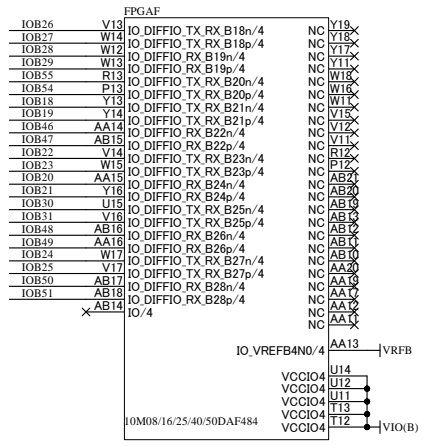 FPGAF
IOB26 V13 IO_DIFFIO_TX_RX_B18n/4 NC Y19
IOB27 W14 IO_DIFFIO_TX_RX_B18p/4 NC Y18
IOB28 W12 IO_DIFFIO_RX_B19n/4 NC Y17
IOB29 W13 IO_DIFFIO_RX_B19p/4 NC Y11
IOB55 R13 IO_DIFFIO_TX_RX_B20n/4 NC W18
IOB54 P13 IO_DIFFIO_TX_RX_B20p/4 NC W16
IOB18 Y13 IO_DIFFIO_TX_RX_B21n/4 NC W11
IOB19 Y14 IO_DIFFIO_TX_RX_B21p/4 NC V15
IOB46 AA14 IO_DIFFIO_RX_B22n/4 NC V12
IOB47 AB15 IO_DIFFIO_RX_B22p/4 NC V11
IOB22 V14 IO_DIFFIO_TX_RX_B23n/4 NC R12
IOB23 W15 IO_DIFFIO_TX_RX_B23p/4 NC P12
IOB20 AA15 IO_DIFFIO_RX_B24n/4 NC AB21
IOB21 Y16 IO_DIFFIO_RX_B24p/4 NC AB20
IOB30 U15 IO_DIFFIO_TX_RX_B25n/4 NC AB19
IOB31 V16 IO_DIFFIO_TX_RX_B25p/4 NC AB13
IOB48 AB16 IO_DIFFIO_RX_B26n/4 NC AB12
IOB49 AA16 IO_DIFFIO_RX_B26p/4 NC AB11
IOB24 W17 IO_DIFFIO_TX_RX_B27n/4 NC AB10
IOB25 V17 IO_DIFFIO_TX_RX_B27p/4 NC AA20
IOB50 AB17 IO_DIFFIO_RX_B28n/4 NC AA19
IOB51 AB18 IO_DIFFIO_RX_B28p/4 NC AA17
AB14 IO/4 NC AA12
NC AA11
IO_VREFB4N0/4 AA13 VRFB
VCCIO4 U14
VCCIO4 U12
VCCIO4 U11
VCCIO4 T13
10M08/16/25/40/50DAF484 VCCIO4 T12 VIO(B)